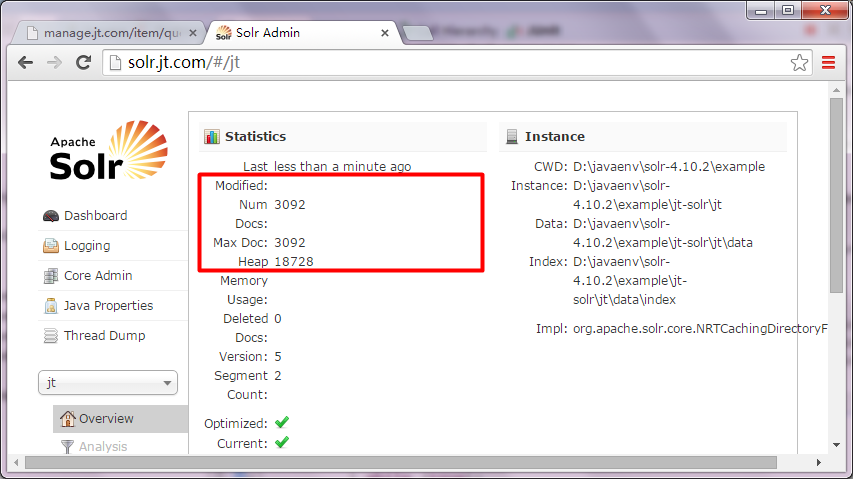 manage.jt.com/item/qu
Solr Admin
solr.jt.com/#/jt
Apache
Solr
Dashboard
Logging
Core Admin
Java Properties
Thread Dump
jt
Overview
Analysis
Statistics
Last less than a minute ago
Modified:
Num 3092
Docs:
Max Doc: 3092
Heap 18728
Memory
Usage:
Deleted 0
Docs:
Version: 5
Segment 2
Count:
Optimized:
Current:
Instance
CWD: D:\javaenv\solr-4.10.2\example
Instance: D:\javaenv\solr-
4.10.2\example\jt-solr\jt
Data: D:\javaenv\solr-
4.10.2\example\jt-solr\jt\data
Index: D:\javaenv\solr-
4.10.2\example\jt-
solr\jt\data\index
Impl: org.apache.solr.core.NRTCachingDirectoryF